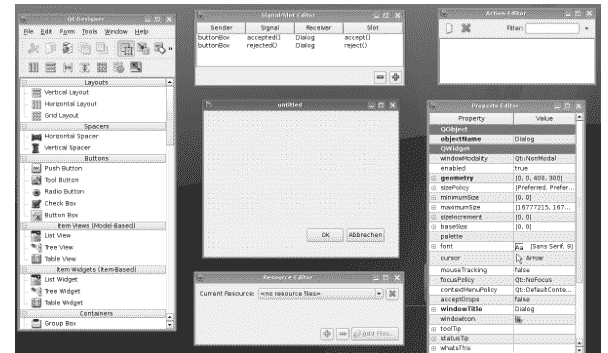 Qt Designer
File Edit Form Tools Window Help
Layouts
Vertical Layout
Horizontal Layout
Grid Layout
Spacers
Horizontal Spacer
Vertical Spacer
Buttons
Push Button
Tool Button
Radio Button
Check Box
Button Box
Item Views (Model-Based)
List View
Tree View
Table View
Item Widgets (Item-Based)
List Widget
Tree Widget
Table Widget
Containers
Group Box
Signal/Slot Editor
Sender Signal Receiver Slot
buttonBox accepted() Dialog accept()
buttonBox rejected() Dialog reject()
untitled
OK Abbrechen
Resource Editor
Current Resource: <no resource files>
Add Files...
Action Editor
Filter:
Property Editor
Property Value
QObject
objectName Dialog
QWidget
windowModality Qt::NonModal
enabled true
geometry [0, 0, 400, 300]
sizePolicy [Preferred, Prefer...
minimumSize [0, 0]
maximumSize [16777215, 167...
sizeIncrement [0, 0]
baseSize [0, 0]
palette
font [Sans Serif, 9]
cursor Arrow
mouseTracking false
focusPolicy Qt::NoFocus
contextMenuPolicy Qt::DefaultConte...
acceptDrops false
windowTitle Dialog
windowIcon
toolTip
statusTip
whatsThis